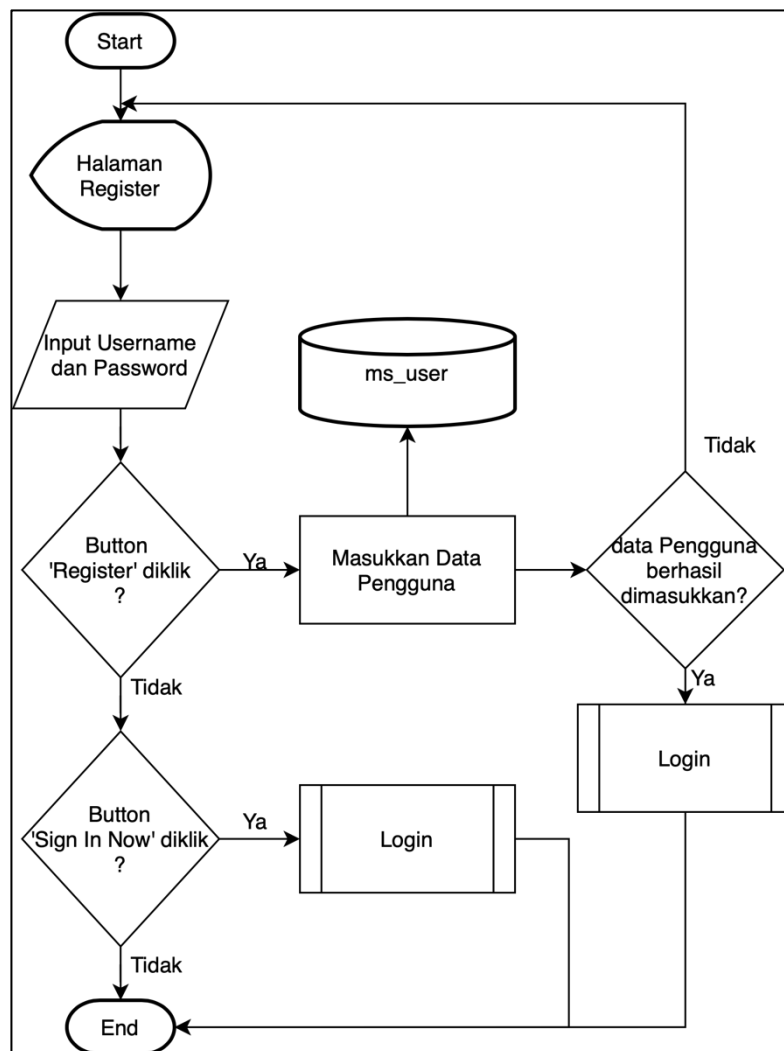 Start
Halaman
Register
Input Username
dan Password
ms_user
Tidak
Button
'Register' diklik
?
Ya
Masukkan Data
Pengguna
data Pengguna
berhasil
dimasukkan?
Tidak
Ya
Login
Button
'Sign In Now' diklik
?
Ya
Login
Tidak
End